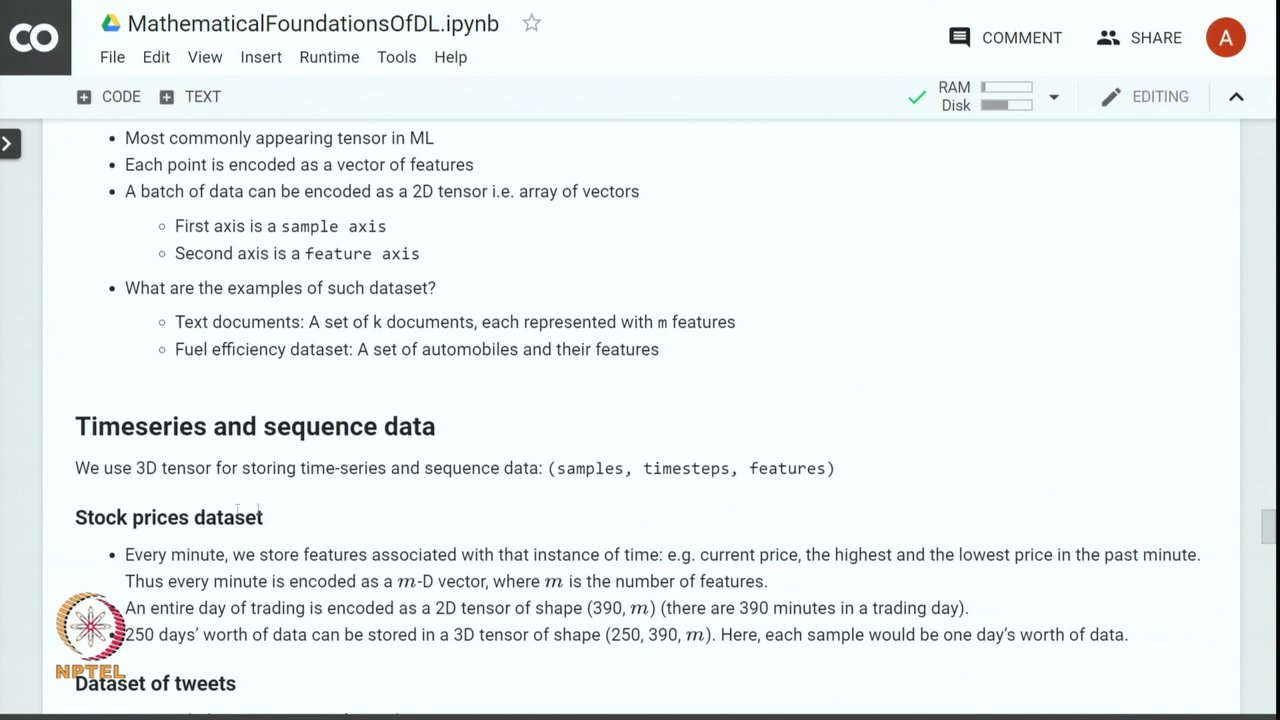 CO
MathematicalFoundationsOfDL.ipynb
COMMENT
SHARE
A
File Edit View Insert Runtime Tools Help
CODE
TEXT
RAM
Disk
EDITING
• Most commonly appearing tensor in ML
• Each point is encoded as a vector of features
• A batch of data can be encoded as a 2D tensor i.e. array of vectors
◦ First axis is a sample axis
◦ Second axis is a feature axis
• What are the examples of such dataset?
◦ Text documents: A set of k documents, each represented with m features
◦ Fuel efficiency dataset: A set of automobiles and their features
Timeseries and sequence data
We use 3D tensor for storing time-series and sequence data: (samples, timesteps, features)
Stock prices dataset
• Every minute, we store features associated with that instance of time: e.g. current price, the highest and the lowest price in the past minute.
Thus every minute is encoded as a m-D vector, where m is the number of features.
An entire day of trading is encoded as a 2D tensor of shape (390, m) (there are 390 minutes in a trading day).
• 250 days' worth of data can be stored in a 3D tensor of shape (250, 390, m). Here, each sample would be one day's worth of data.
NPTEL
Dataset of tweets